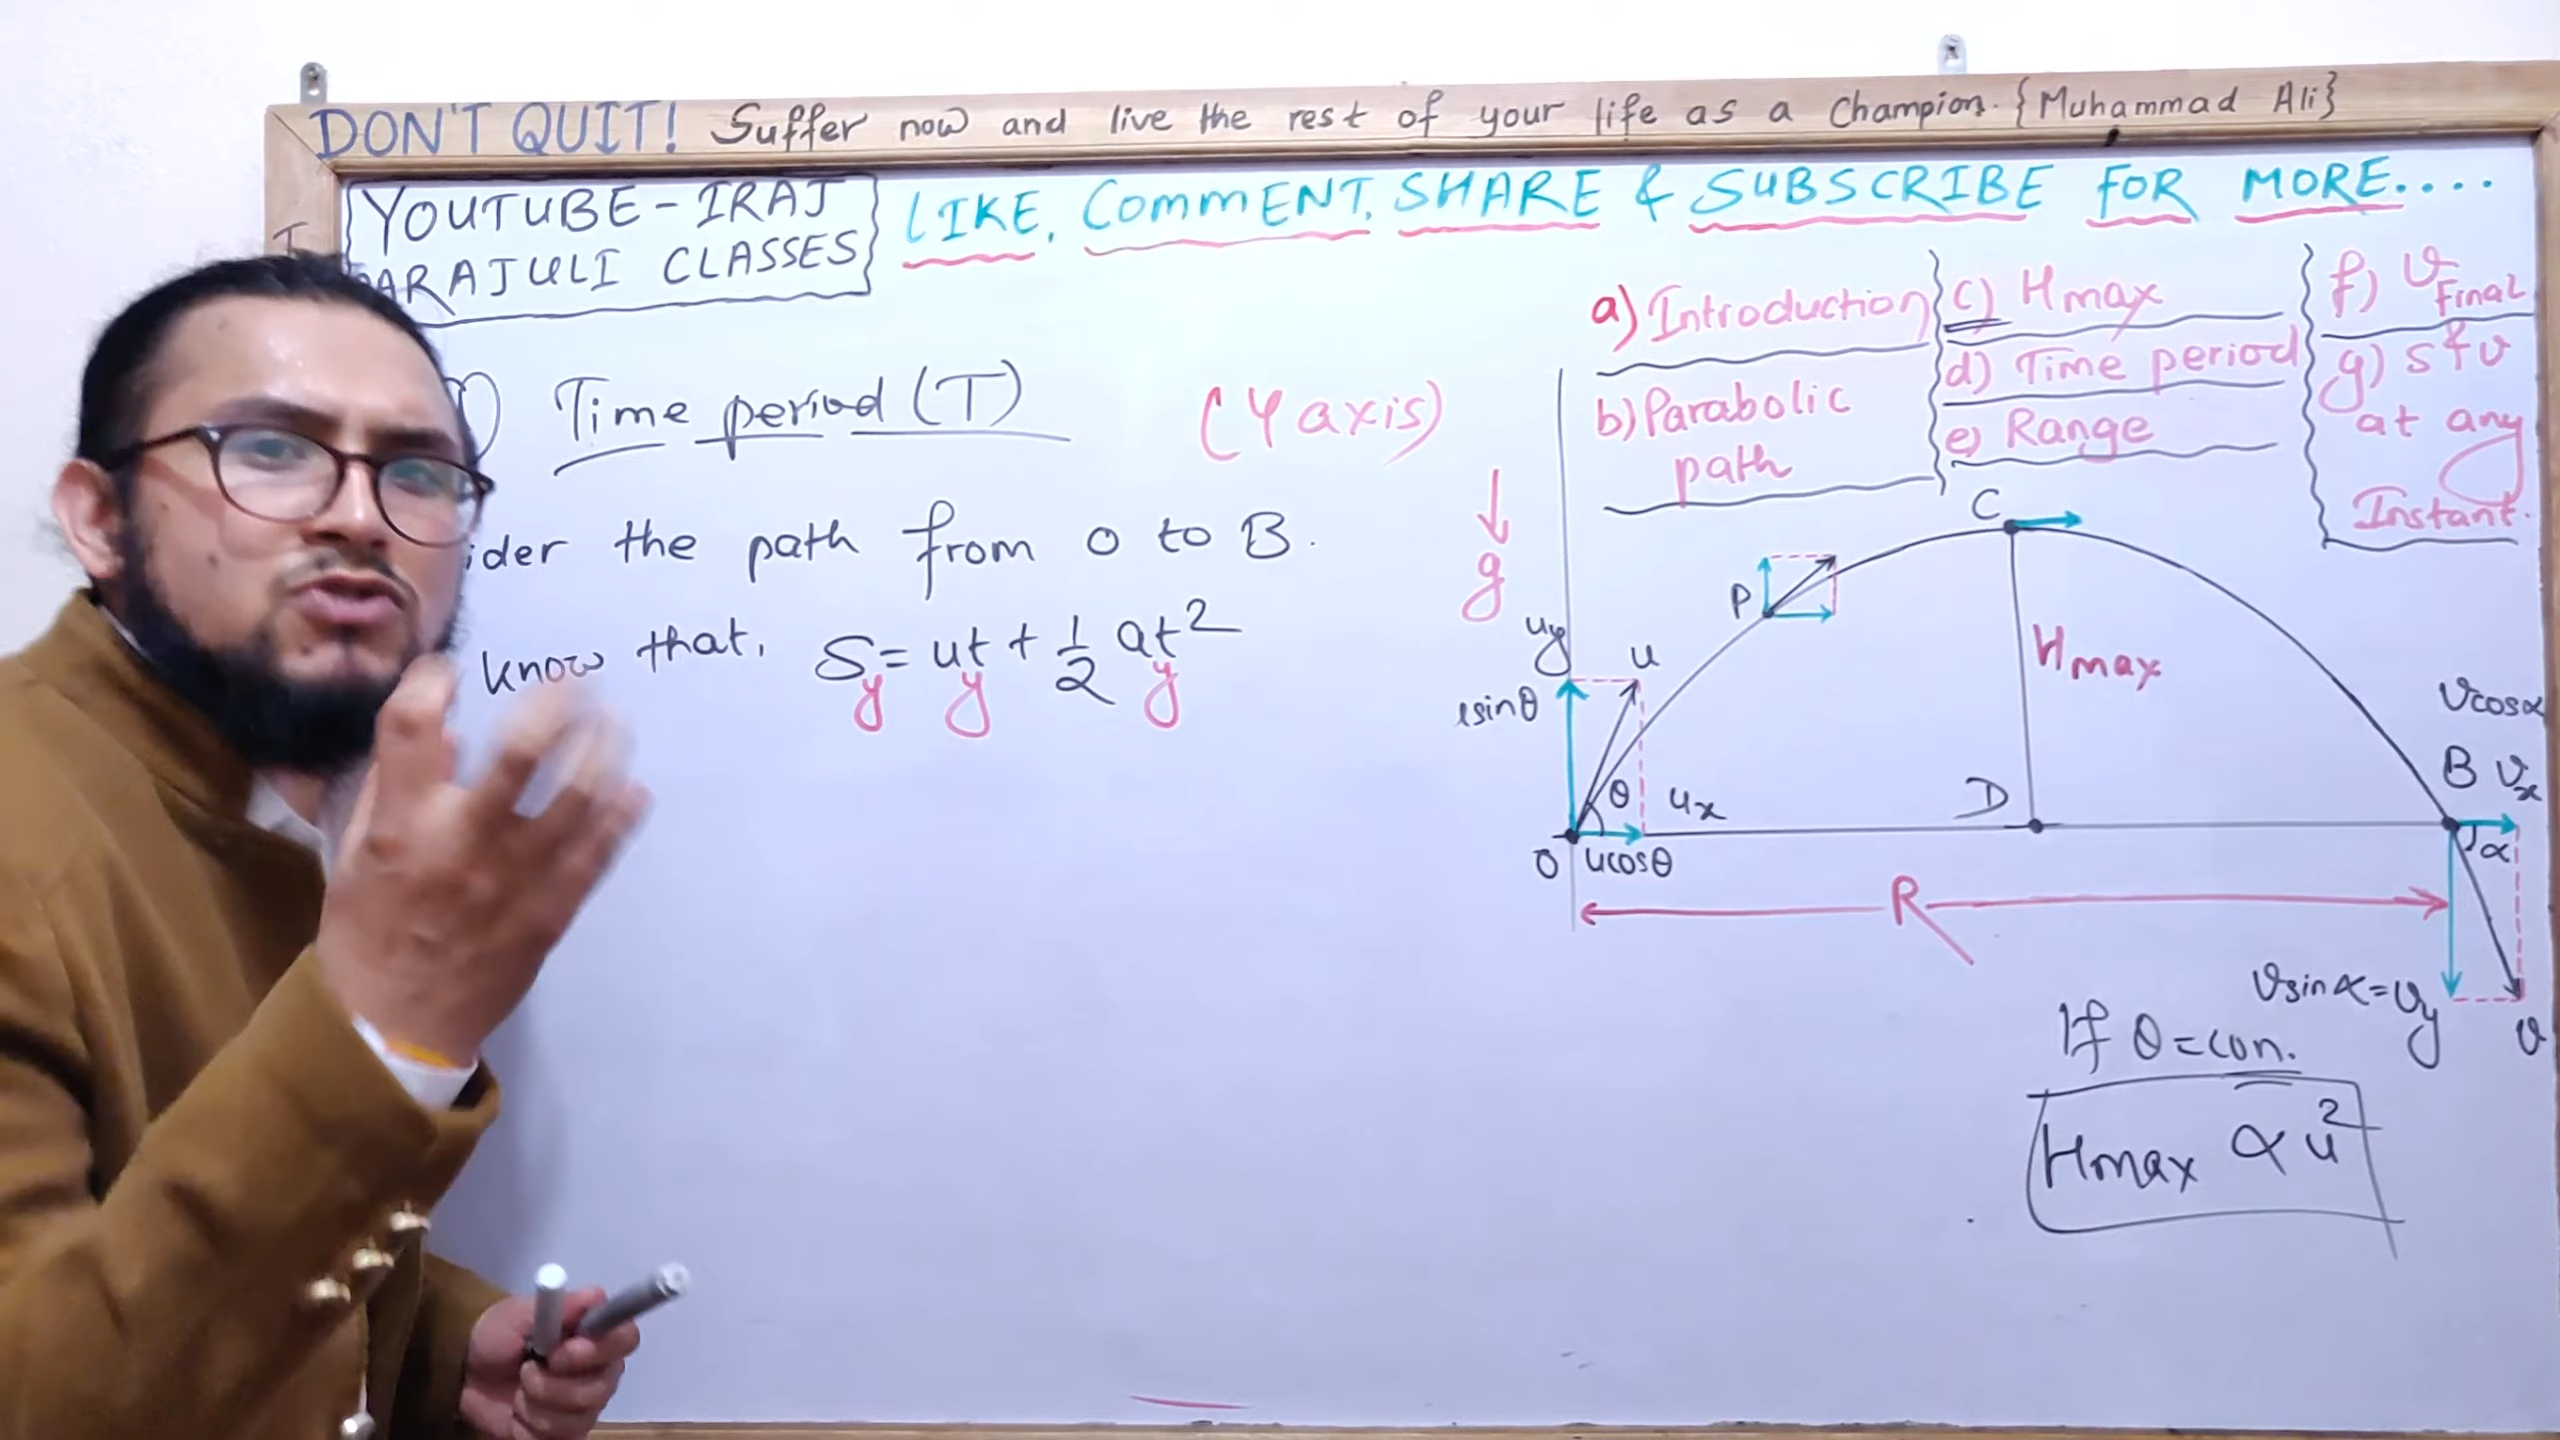 DON'T QUIT! Suffer now and live the rest of your life as a Champion. {Muhammad Ali}
YOUTUBE - IRAJ
PARAJULI CLASSES
LIKE, COMMENT, SHARE & SUBSCRIBE FOR MORE....
a) Introduction
b) Parabolic
path
c) Hmax
d) Time period
e) Range
f) v Final
g) s & v
at any
Instant.
Time period (T)
(Y axis)
ider the path from O to B.
know that, Sy = uyt + 1/2 ayt²
↓
g
uy
usinθ
u
θ
ux
O
ucosθ
P
C
Hmax
D
vcosα
B vx
α
R
vsinα = vy
v
If θ = con.
Hmax ∝ u²